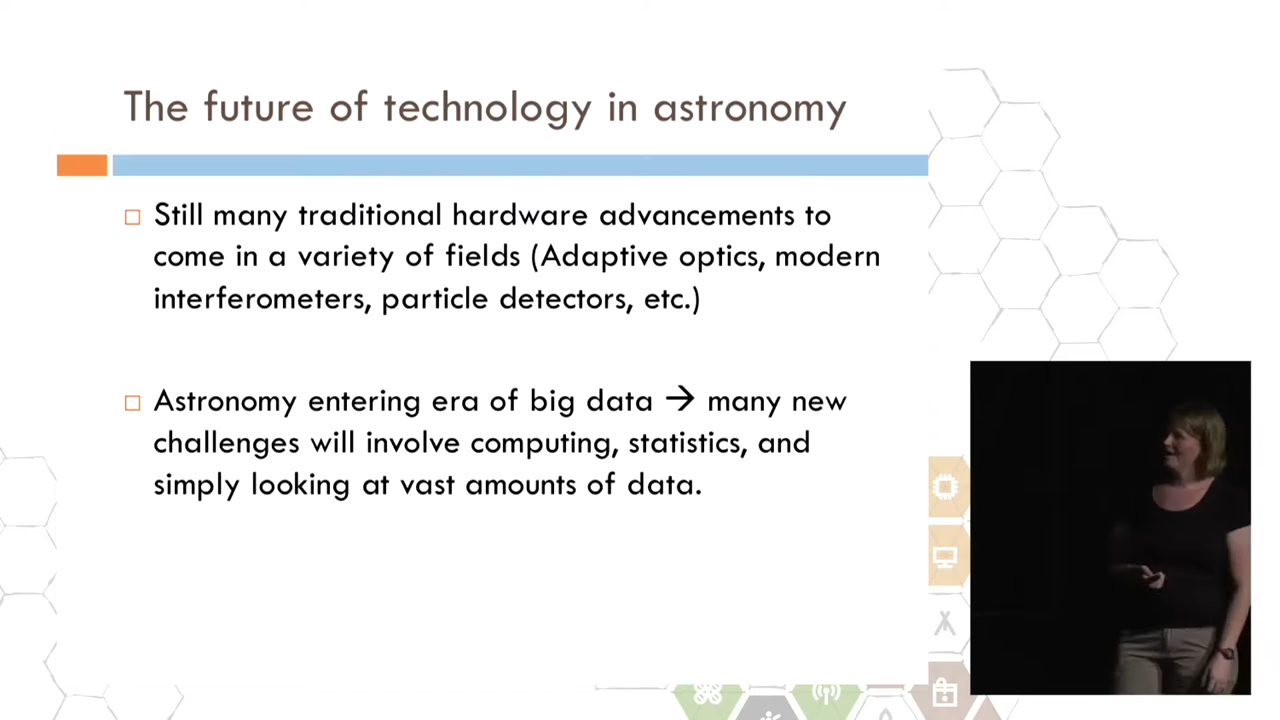 The future of technology in astronomy
□ Still many traditional hardware advancements to
come in a variety of fields (Adaptive optics, modern
interferometers, particle detectors, etc.)
□ Astronomy entering era of big data → many new
challenges will involve computing, statistics, and
simply looking at vast amounts of data.